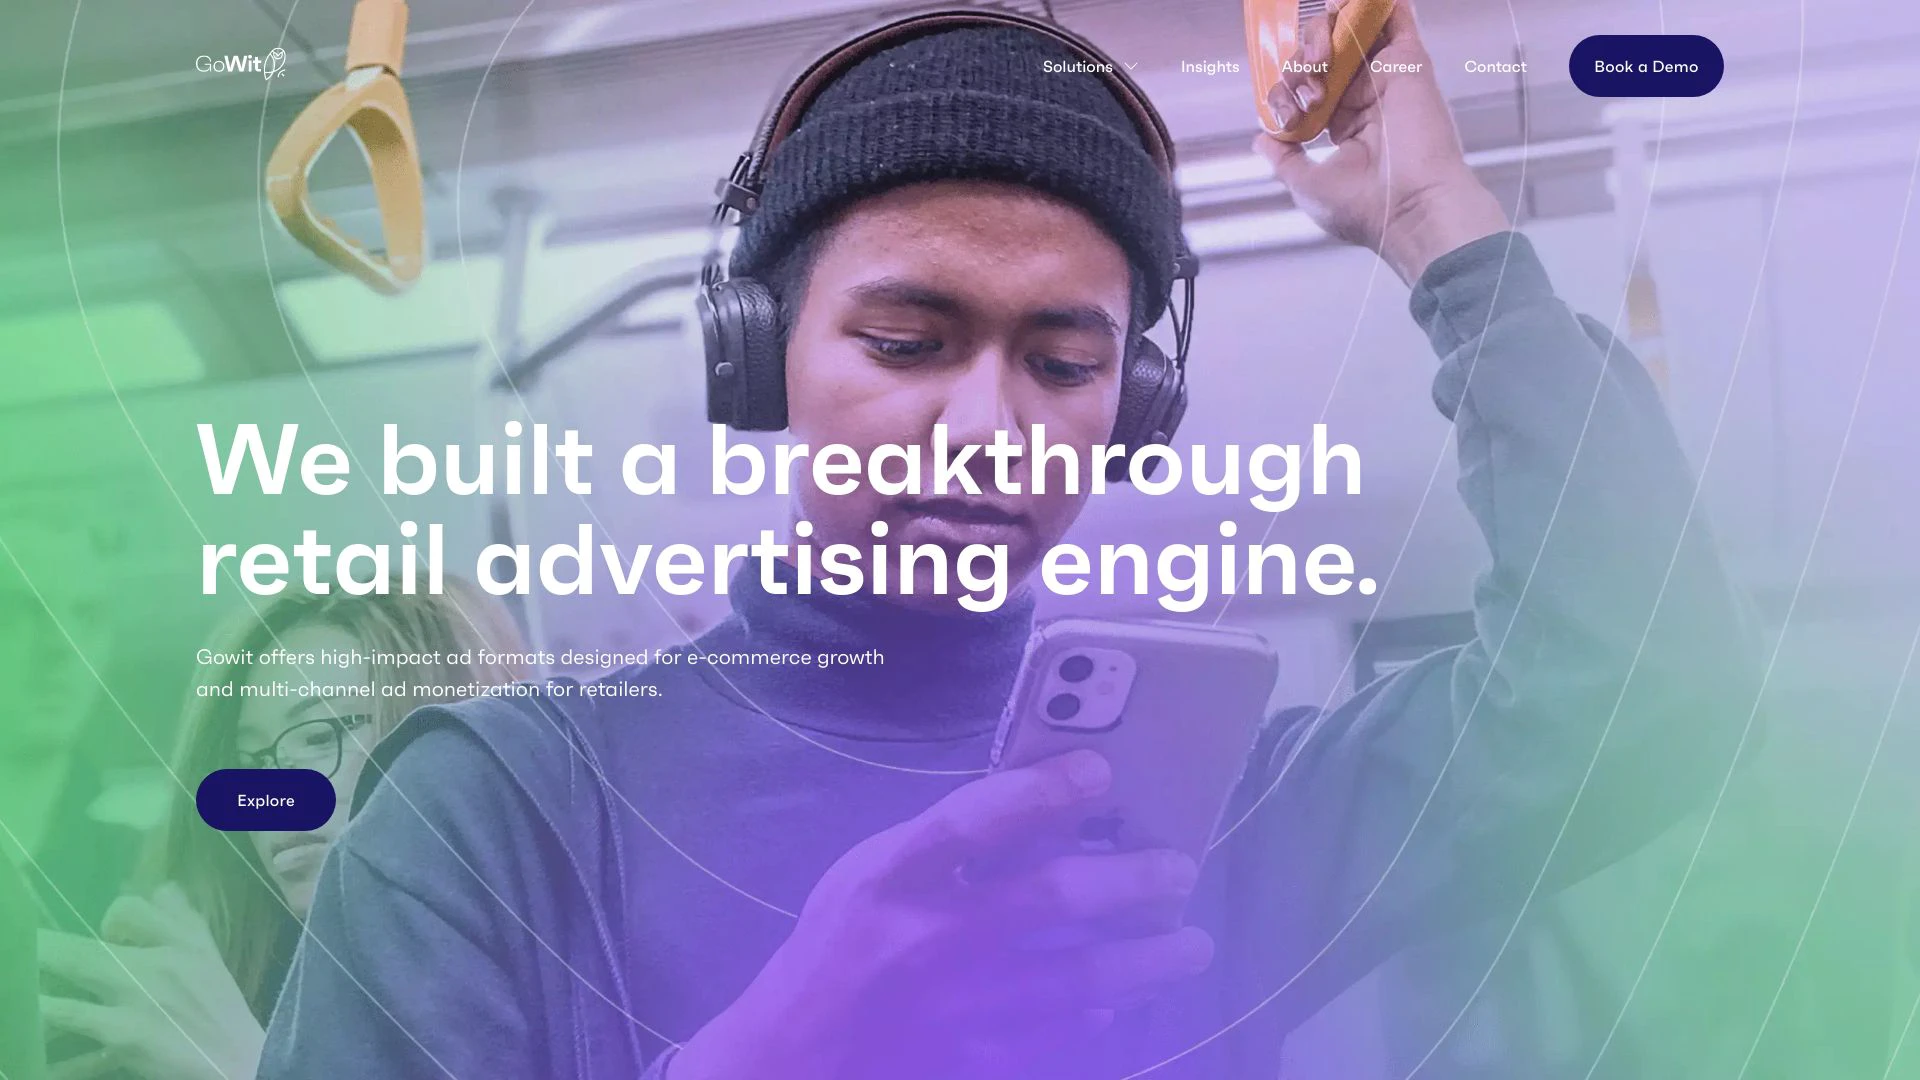 GoWit
Solutions
Insights
About
Career
Contact
Book a Demo
We built a breakthrough
retail advertising engine.
Gowit offers high-impact ad formats designed for e-commerce growth
and multi-channel ad monetization for retailers.
Explore